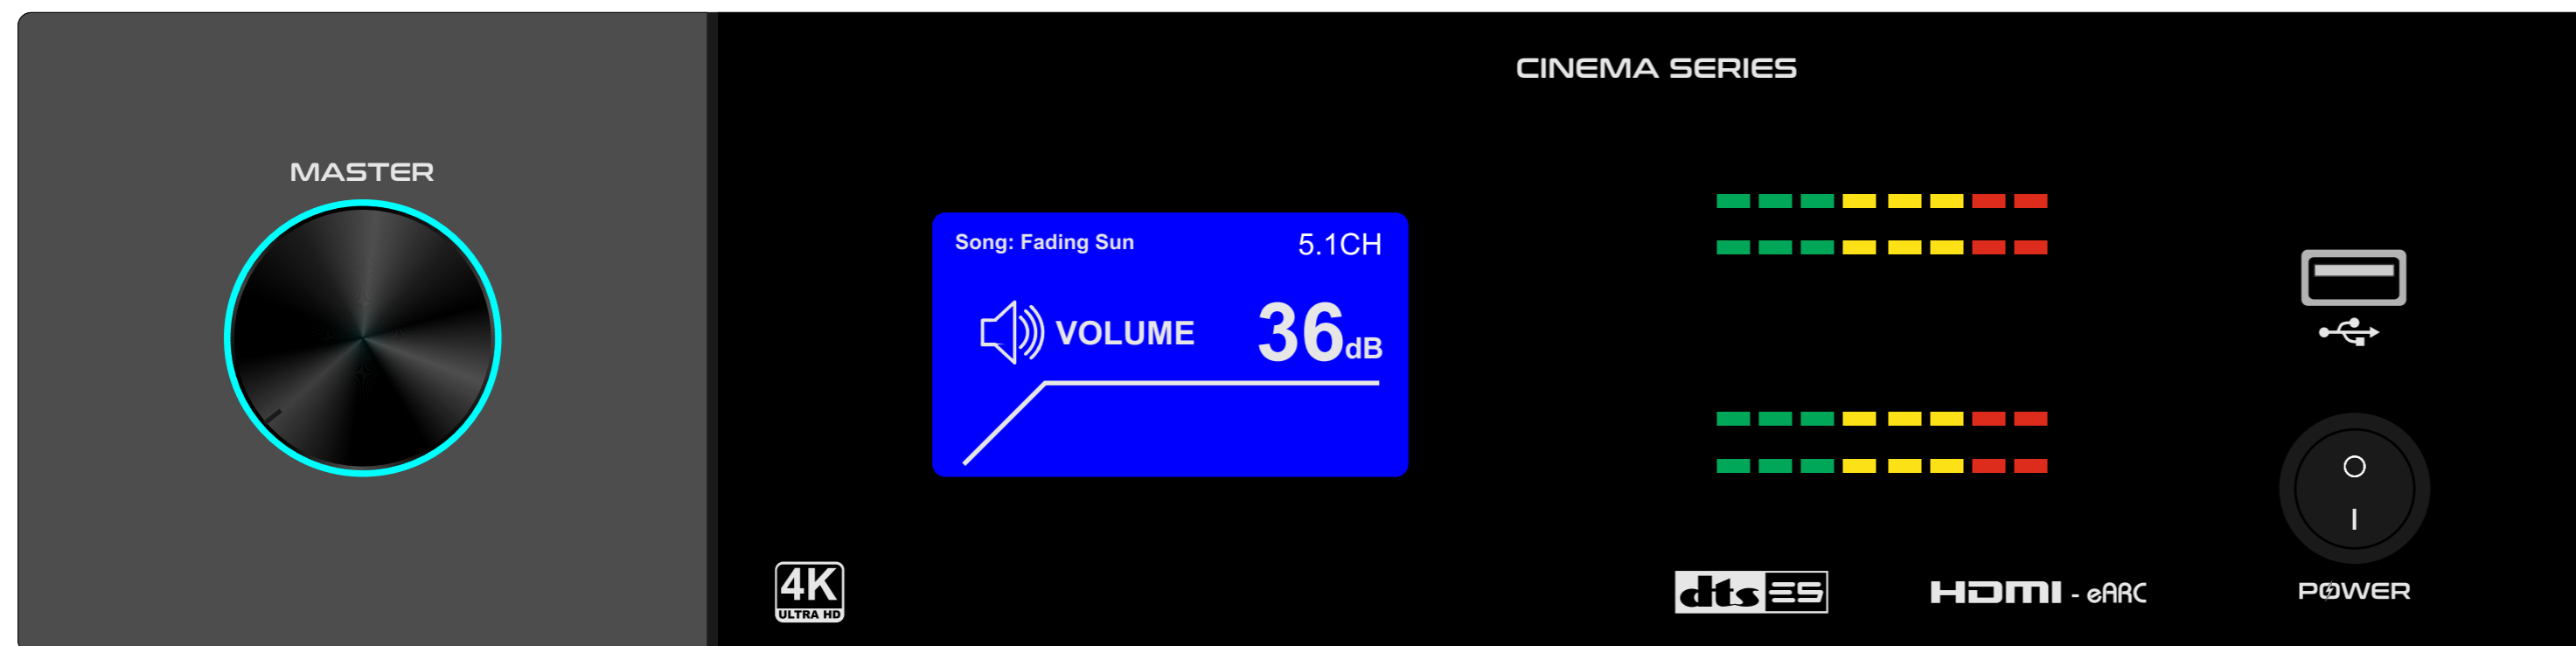 CINEMA SERIES
MASTER
Song: Fading Sun 5.1CH
VOLUME 36dB
4K
ULTRA HD
dts ES
HDMI - eARC
POWER